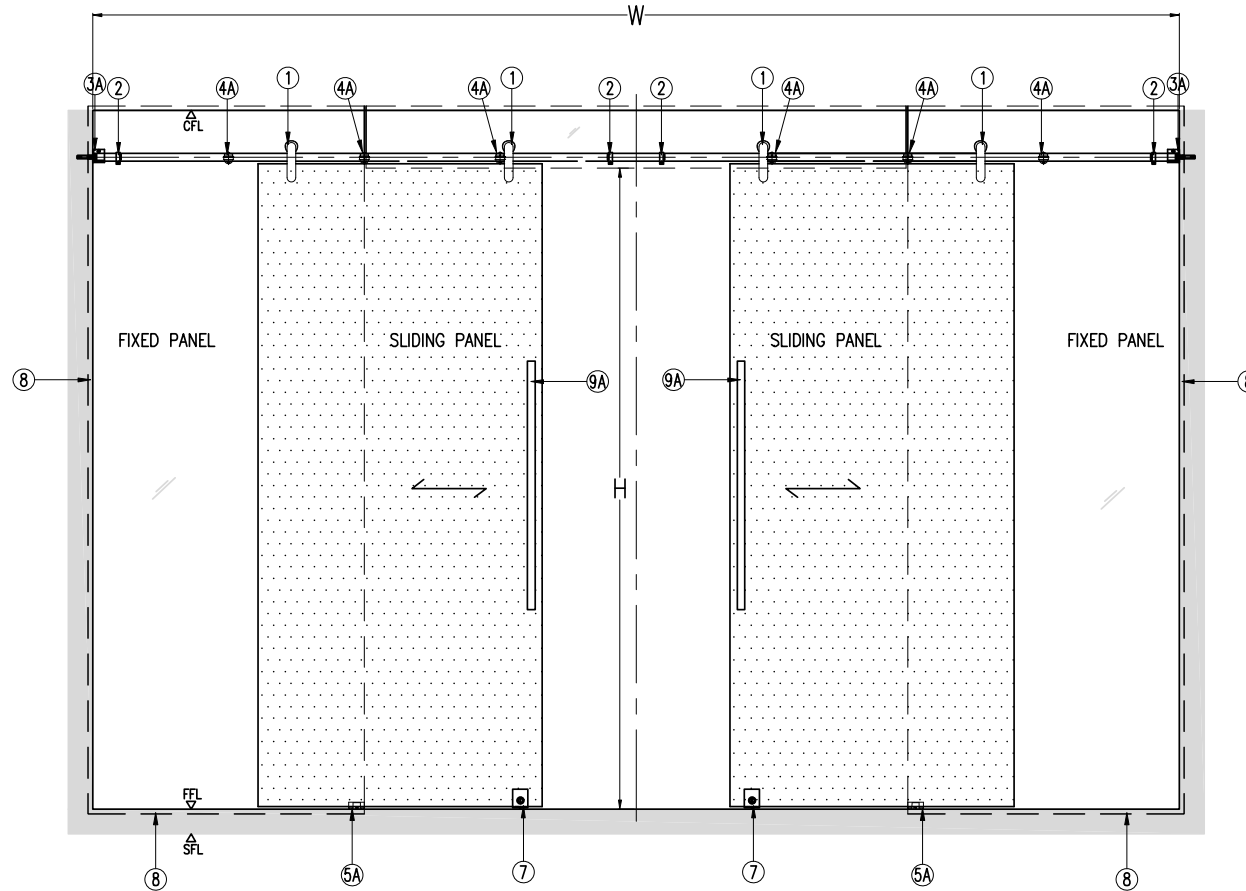 W
3A 2 4A 1 4A 4A 1 2 2 1 4A 4A 1 4A 2 3A
CFL
FIXED PANEL SLIDING PANEL SLIDING PANEL FIXED PANEL
8 9A 9A
H
FFL
SFL
8 5A 7 7 5A 8